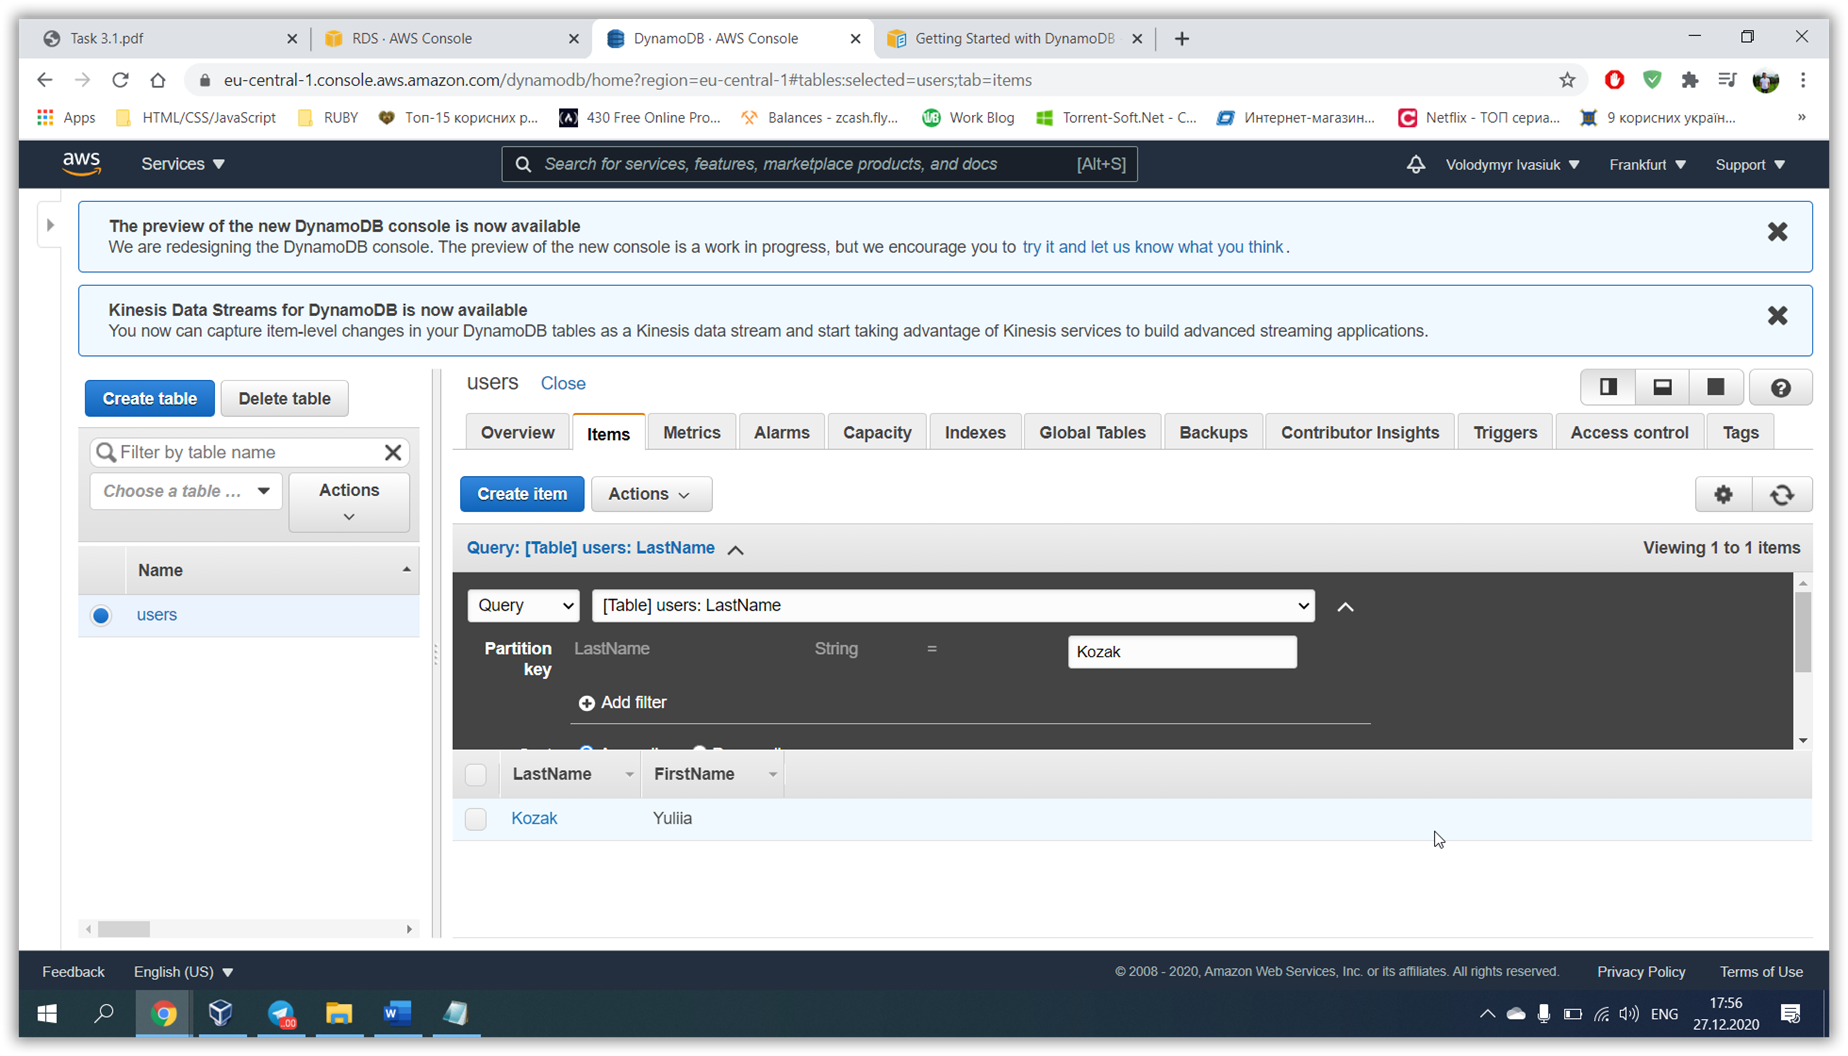 Task 3.1.pdf
RDS · AWS Console
DynamoDB · AWS Console
Getting Started with DynamoDB
eu-central-1.console.aws.amazon.com/dynamodb/home?region=eu-central-1#tables:selected=users;tab=items
Apps
HTML/CSS/JavaScript
RUBY
Топ-15 корисних р...
430 Free Online Pro...
Balances - zcash.fly...
Work Blog
Torrent-Soft.Net - C...
Интернет-магазин...
Netflix - ТОП сериа...
9 корисних україн...
»
aws
Services
Search for services, features, marketplace products, and docs
[Alt+S]
Volodymyr Ivasiuk
Frankfurt
Support
The preview of the new DynamoDB console is now available
We are redesigning the DynamoDB console. The preview of the new console is a work in progress, but we encourage you to try it and let us know what you think.
Kinesis Data Streams for DynamoDB is now available
You now can capture item-level changes in your DynamoDB tables as a Kinesis data stream and start taking advantage of Kinesis services to build advanced streaming applications.
Create table
Delete table
Filter by table name
Choose a table ...
Actions
Name
users
users
Close
Overview
Items
Metrics
Alarms
Capacity
Indexes
Global Tables
Backups
Contributor Insights
Triggers
Access control
Tags
Create item
Actions
Query: [Table] users: LastName
Viewing 1 to 1 items
Query
[Table] users: LastName
Partition key
LastName
String
=
Kozak
Add filter
LastName
FirstName
Kozak
Yuliia
Feedback
English (US)
© 2008 - 2020, Amazon Web Services, Inc. or its affiliates. All rights reserved.
Privacy Policy
Terms of Use
.00
ENG
17:56
27.12.2020